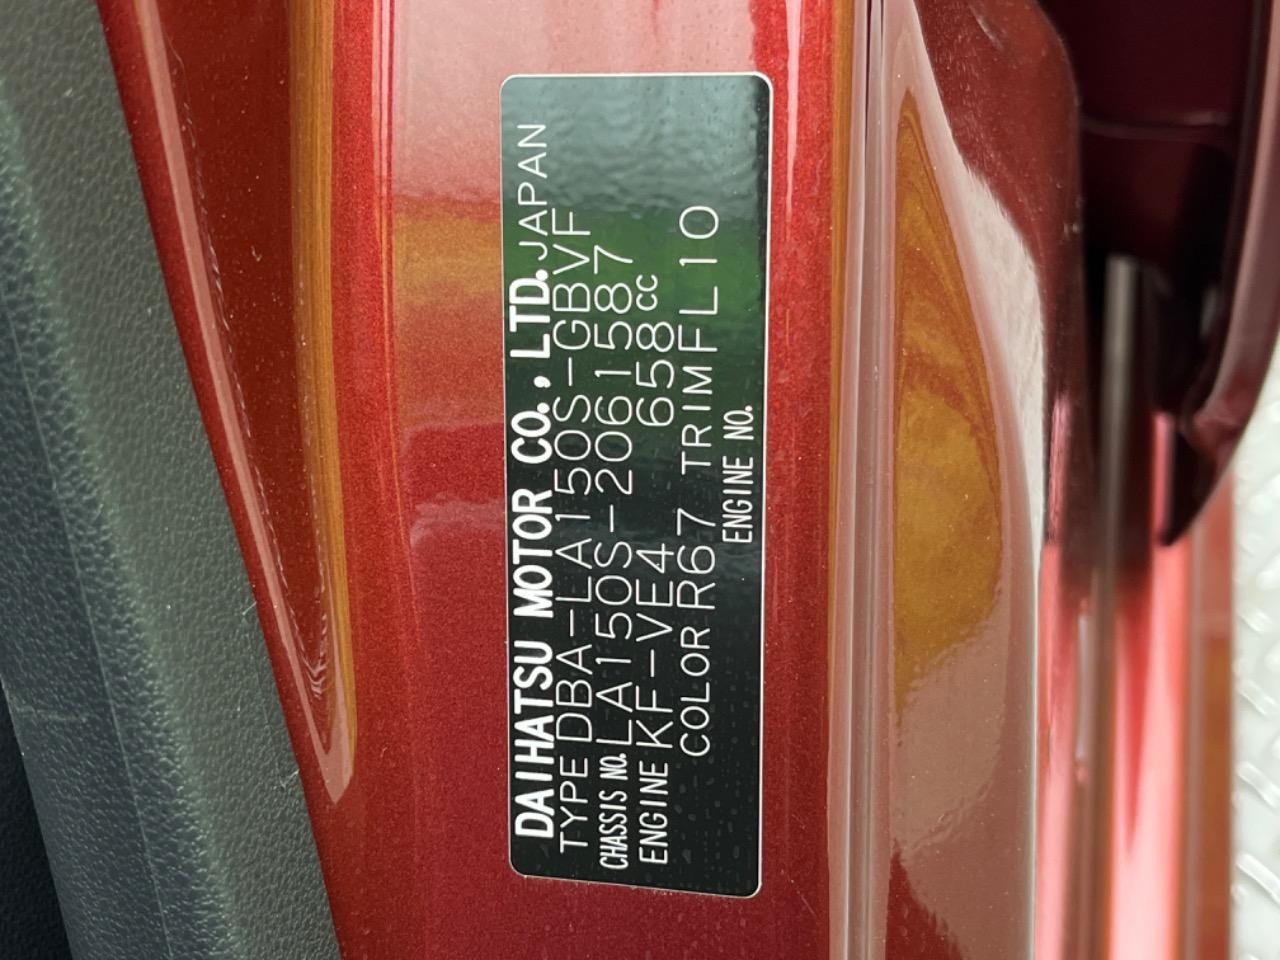 DAIHATSU MOTOR CO., LTD. JAPAN
TYPE DBA-LA150S-GBVF
CHASSIS NO. LA150S-2061587
ENGINE KF-VE4 658cc
COLOR R67 TRIM FL10
ENGINE NO.